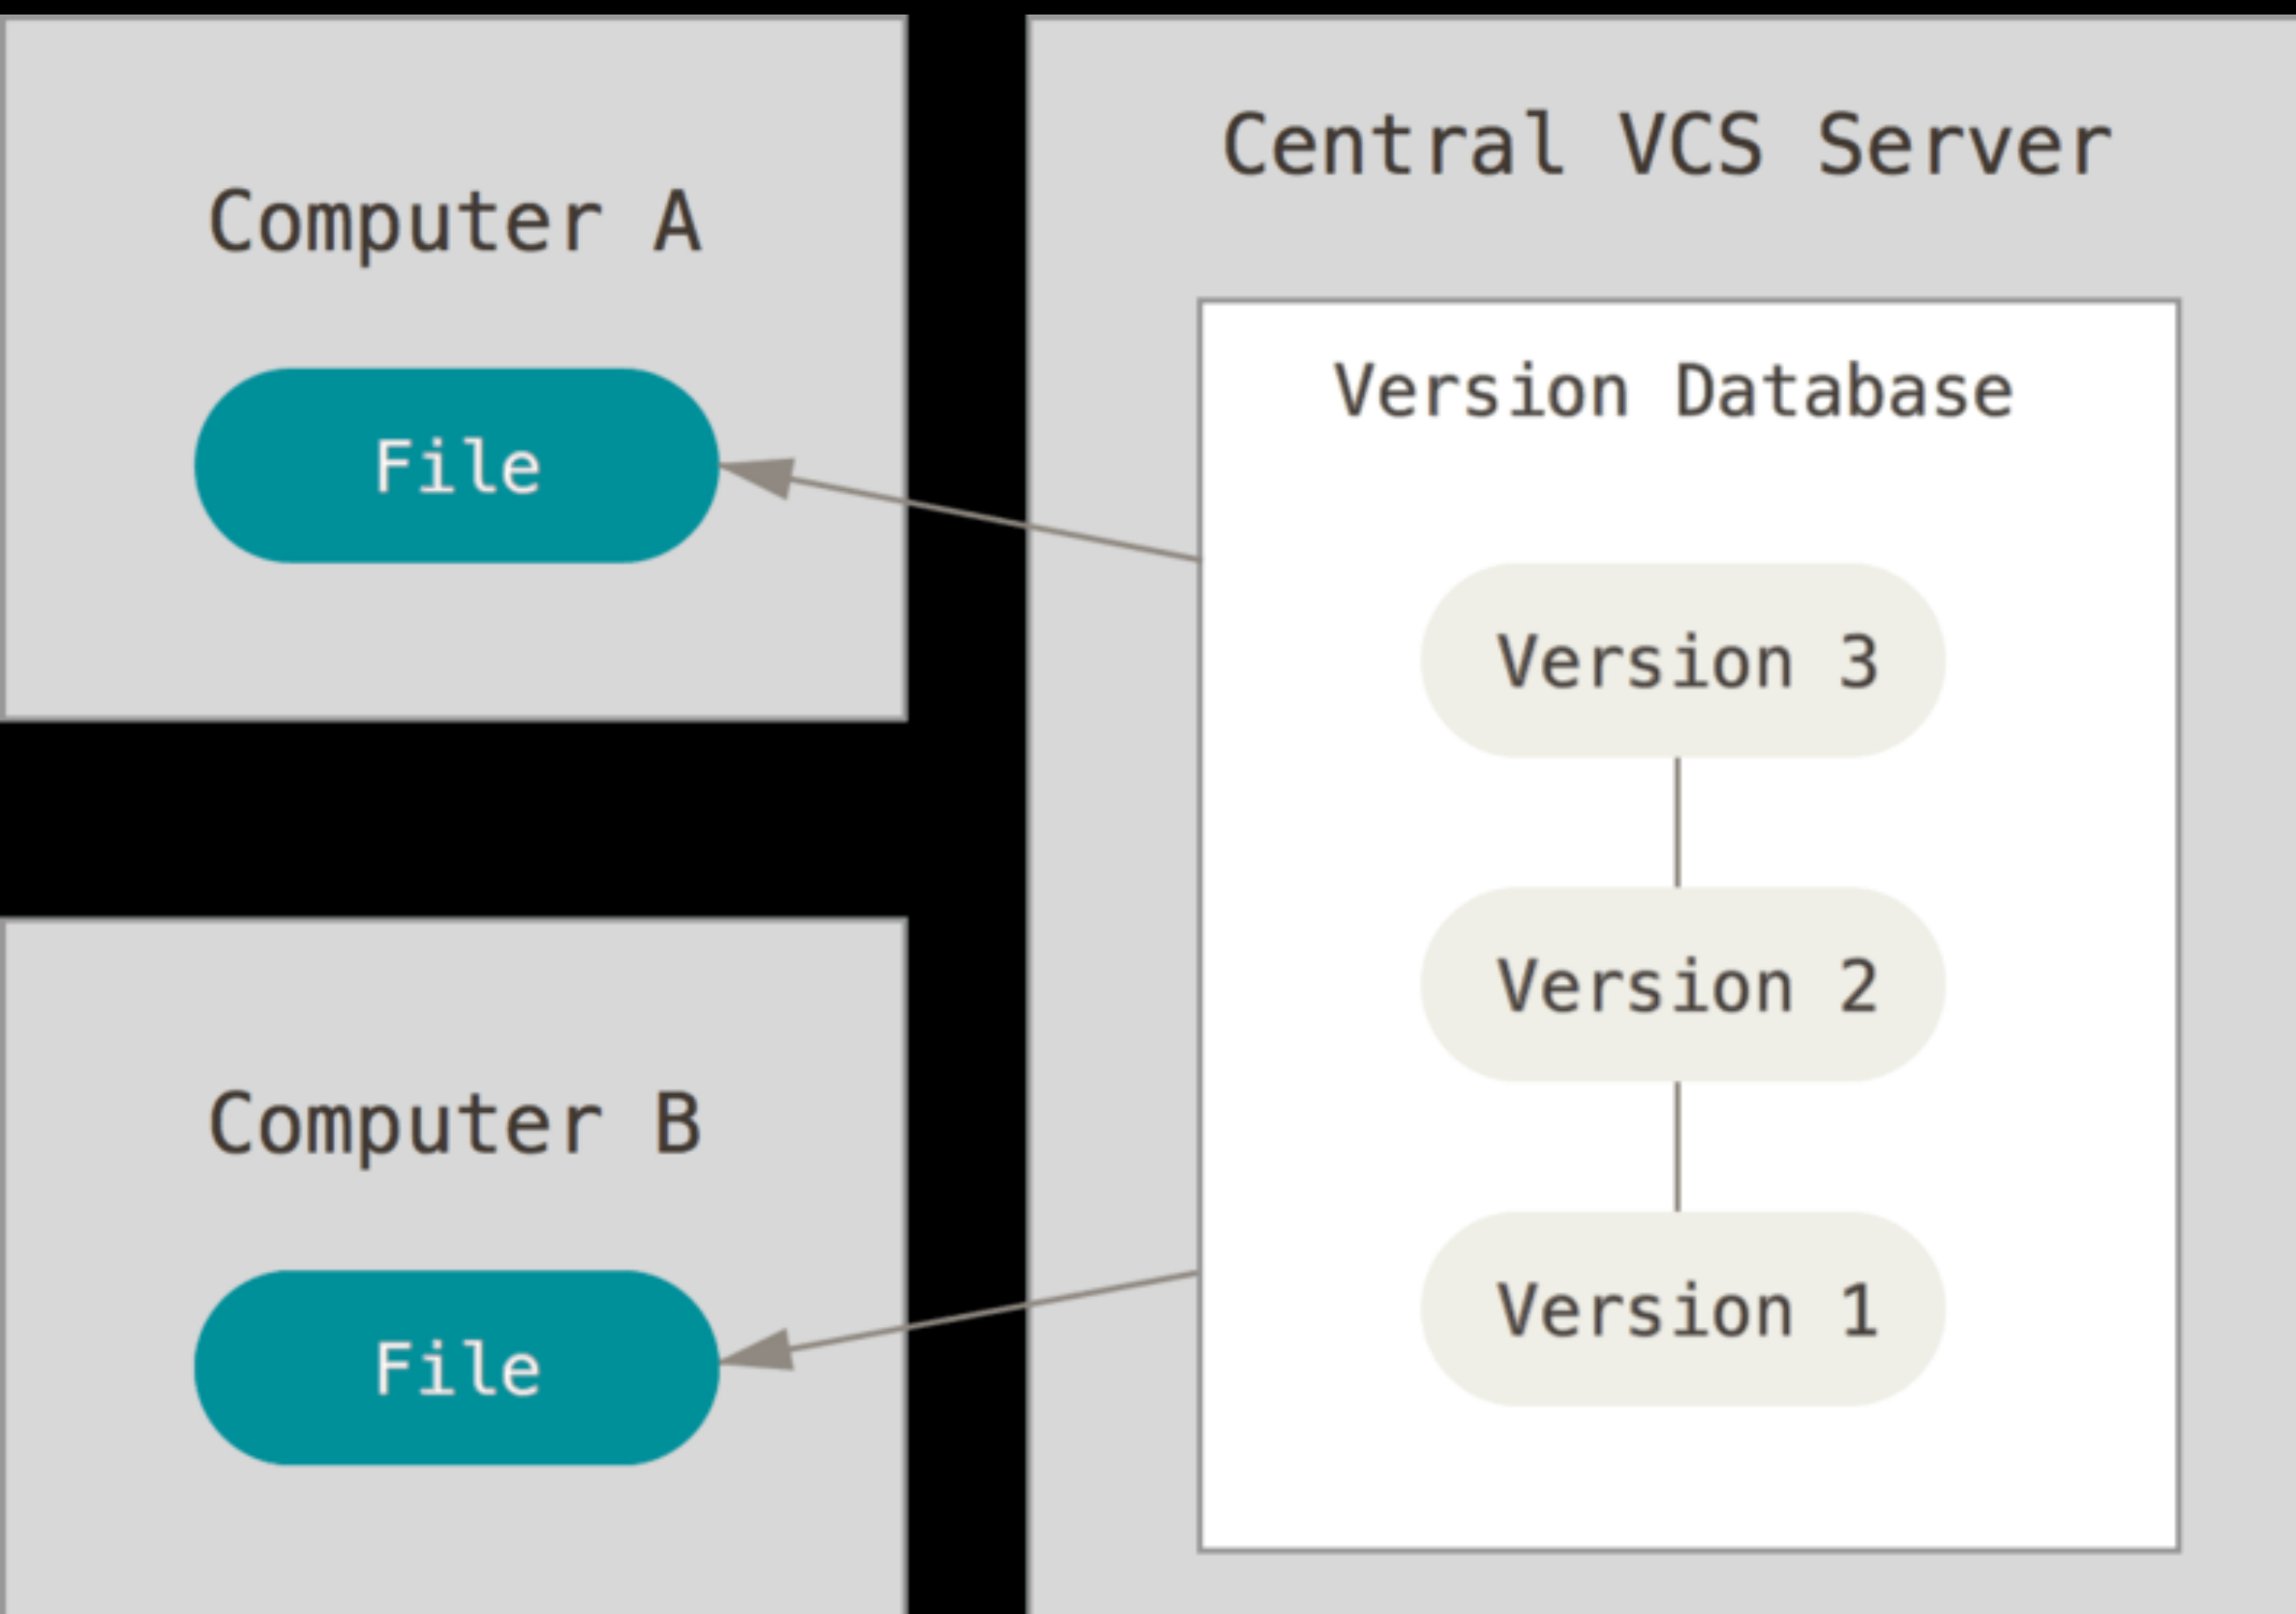 Computer A
File
Computer B
File
Central VCS Server
Version Database
Version 3
Version 2
Version 1